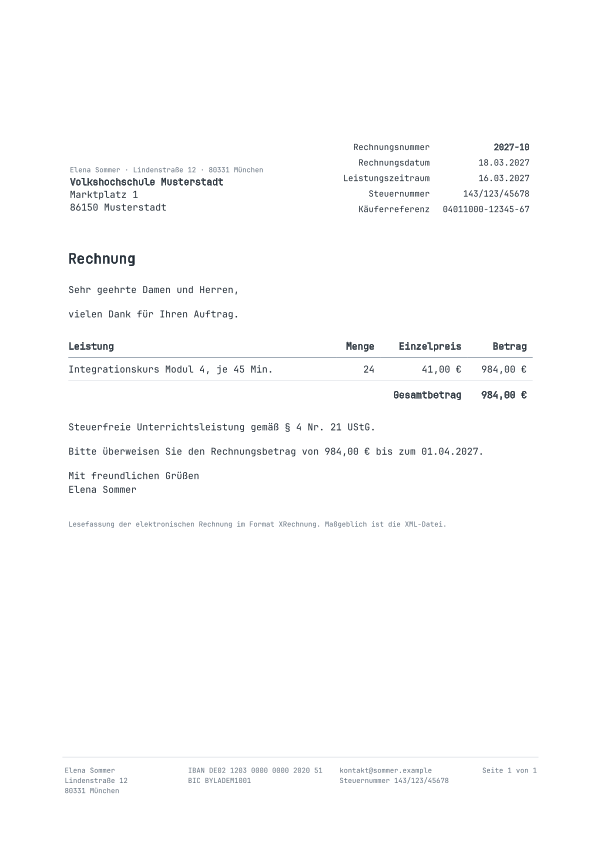 Rechnungsnummer 2027-10
Rechnungsdatum 18.03.2027
Leistungszeitraum 16.03.2027
Steuernummer 143/123/45678
Käuferreferenz 04011000-12345-67
Elena Sommer · Lindenstraße 12 · 80331 München
Volkshochschule Musterstadt
Marktplatz 1
86150 Musterstadt
Rechnung
Sehr geehrte Damen und Herren,
vielen Dank für Ihren Auftrag.
Leistung Menge Einzelpreis Betrag
Integrationskurs Modul 4, je 45 Min. 24 41,00 € 984,00 €
Gesamtbetrag 984,00 €
Steuerfreie Unterrichtsleistung gemäß § 4 Nr. 21 UStG.
Bitte überweisen Sie den Rechnungsbetrag von 984,00 € bis zum 01.04.2027.
Mit freundlichen Grüßen
Elena Sommer
Lesefassung der elektronischen Rechnung im Format XRechnung. Maßgeblich ist die XML-Datei.
Elena Sommer IBAN DE02 1203 0000 0000 2020 51 kontakt@sommer.example Seite 1 von 1
Lindenstraße 12 BIC BYLADEM1001 Steuernummer 143/123/45678
80331 München